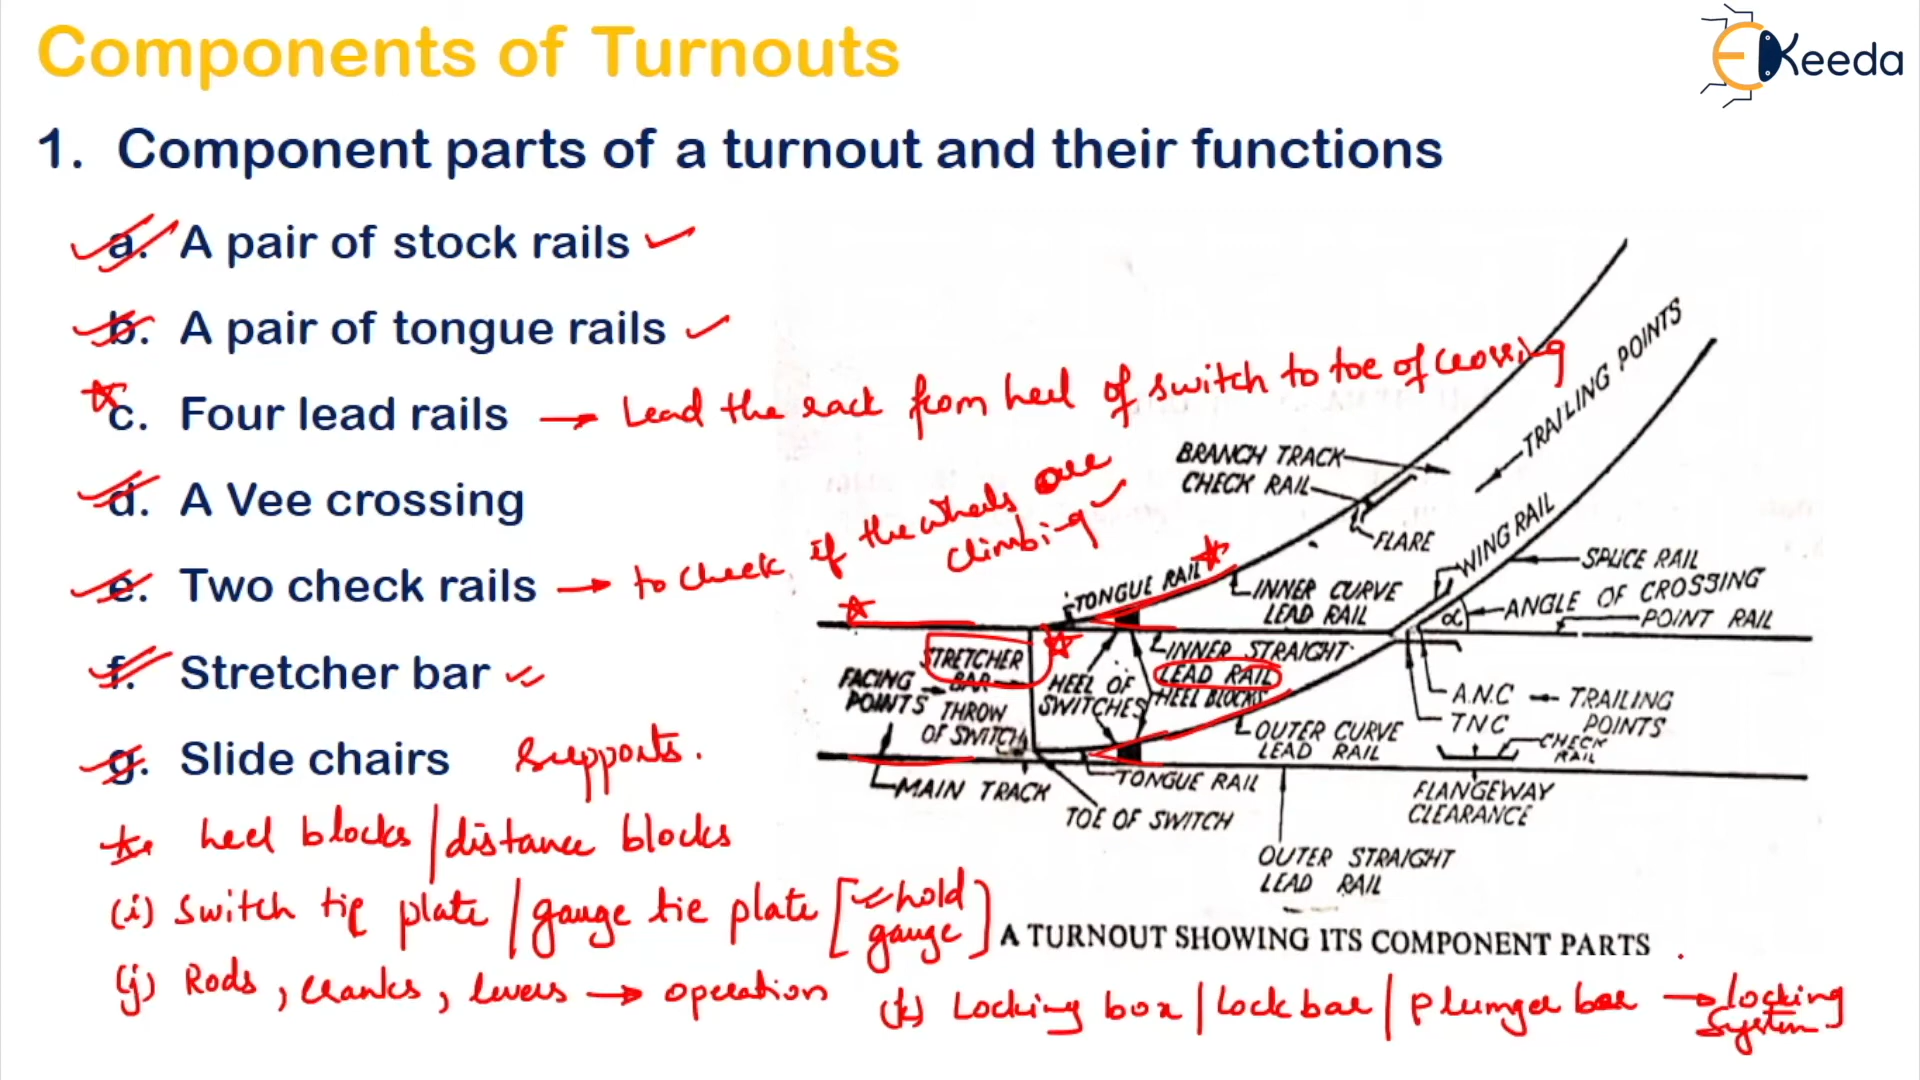 Components of Turnouts
EKeeda
1. Component parts of a turnout and their functions
a. A pair of stock rails
b. A pair of tongue rails
c. Four lead rails → Lead the rack from heel of switch to toe of crossing
d. A Vee crossing
e. Two check rails → to check if the wheels are climbing
f. Stretcher bar
g. Slide chairs supports.
heel blocks / distance blocks
(i) Switch tie plate / gauge tie plate [hold gauge]
(j) Rods, cranks, levers → operation
(k) Locking box / Lock bar / plunger bar → locking system
TRAILING POINTS
BRANCH TRACK
CHECK RAIL
FLARE
WING RAIL
SPLICE RAIL
ANGLE OF CROSSING
α
POINT RAIL
TONGUE RAIL
INNER CURVE
LEAD RAIL
INNER STRAIGHT
LEAD RAIL
STRETCHER
BAR
FACING
POINTS
THROW
OF SWITCH
HEEL OF
SWITCHES
HEEL BLOCKS
OUTER CURVE
LEAD RAIL
A.N.C
TNC
TRAILING
POINTS
CHECK
RAIL
MAIN TRACK
TONGUE RAIL
TOE OF SWITCH
FLANGEWAY
CLEARANCE
OUTER STRAIGHT
LEAD RAIL
A TURNOUT SHOWING ITS COMPONENT PARTS